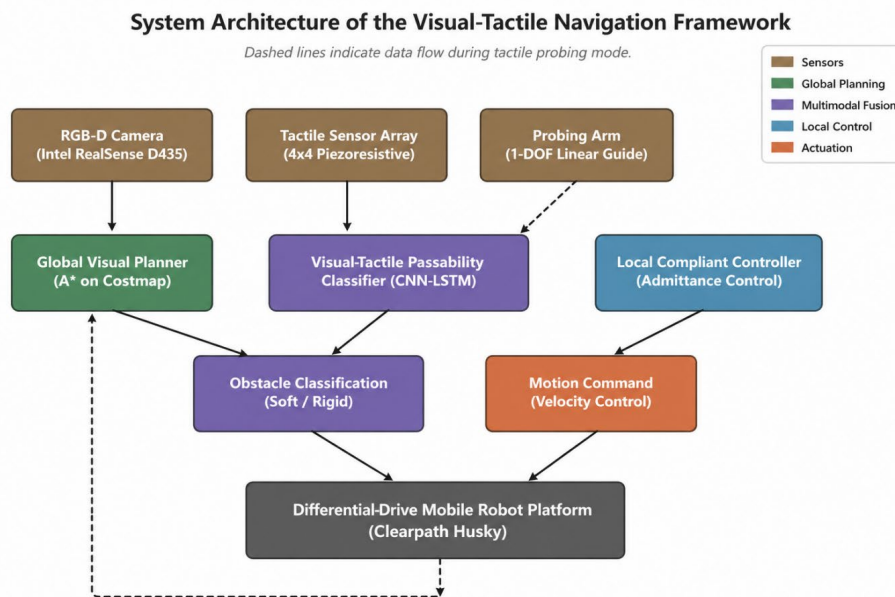 System Architecture of the Visual-Tactile Navigation Framework
Dashed lines indicate data flow during tactile probing mode.
Sensors
Global Planning
Multimodal Fusion
Local Control
Actuation
RGB-D Camera
(Intel RealSense D435)
Tactile Sensor Array
(4x4 Piezoresistive)
Probing Arm
(1-DOF Linear Guide)
Global Visual Planner
(A* on Costmap)
Visual-Tactile Passability
Classifier (CNN-LSTM)
Local Compliant Controller
(Admittance Control)
Obstacle Classification
(Soft / Rigid)
Motion Command
(Velocity Control)
Differential-Drive Mobile Robot Platform
(Clearpath Husky)